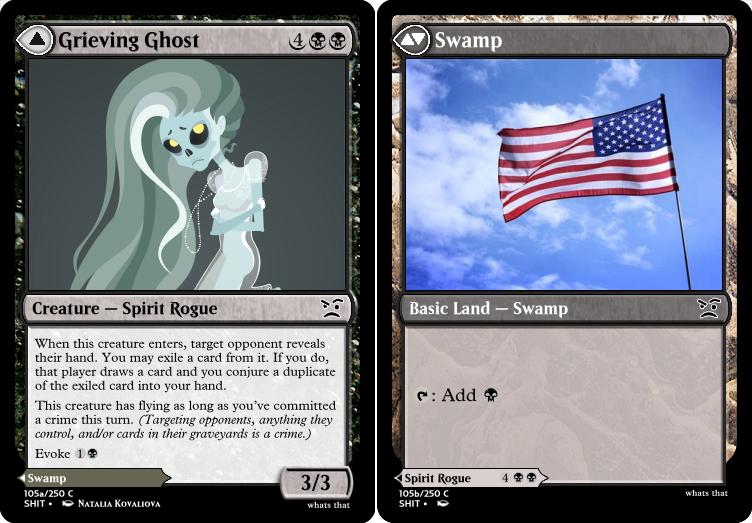 Grieving Ghost 4
Creature — Spirit Rogue
When this creature enters, target opponent reveals
their hand. You may exile a card from it. If you do,
that player draws a card and you conjure a duplicate
of the exiled card into your hand.
This creature has flying as long as you've committed
a crime this turn. (Targeting opponents, anything they
control, and/or cards in their graveyards is a crime.)
Evoke 1
Swamp
3/3
105a/250 C
SHIT • Natalia Kovaliova
whats that
Swamp
Basic Land — Swamp
: Add
Spirit Rogue 4
105b/250 C
SHIT •
whats that